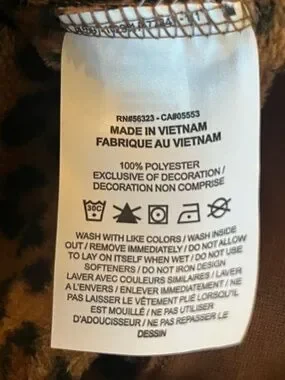 RN#56323 - CA#05553
MADE IN VIETNAM
FABRIQUE AU VIETNAM
100% POLYESTER
EXCLUSIVE OF DECORATION /
DECORATION NON COMPRISE
30C
WASH WITH LIKE COLORS / WASH INSIDE
OUT / REMOVE IMMEDIATELY / DO NOT ALLOW
TO LAY ON ITSELF WHEN WET / DO NOT USE
SOFTENERS / DO NOT IRON DESIGN
LAVER AVEC COULEURS SIMILAIRES / LAVER
A L'ENVERS / ENLEVER IMMEDIATEMENT / NE
PAS LAISSER LE VÊTEMENT PLIÉ LORSQU'IL
EST MOUILLÉ / NE PAS UTILISER
D'ADOUCISSEUR / NE PAS REPASSER LE
DESSIN